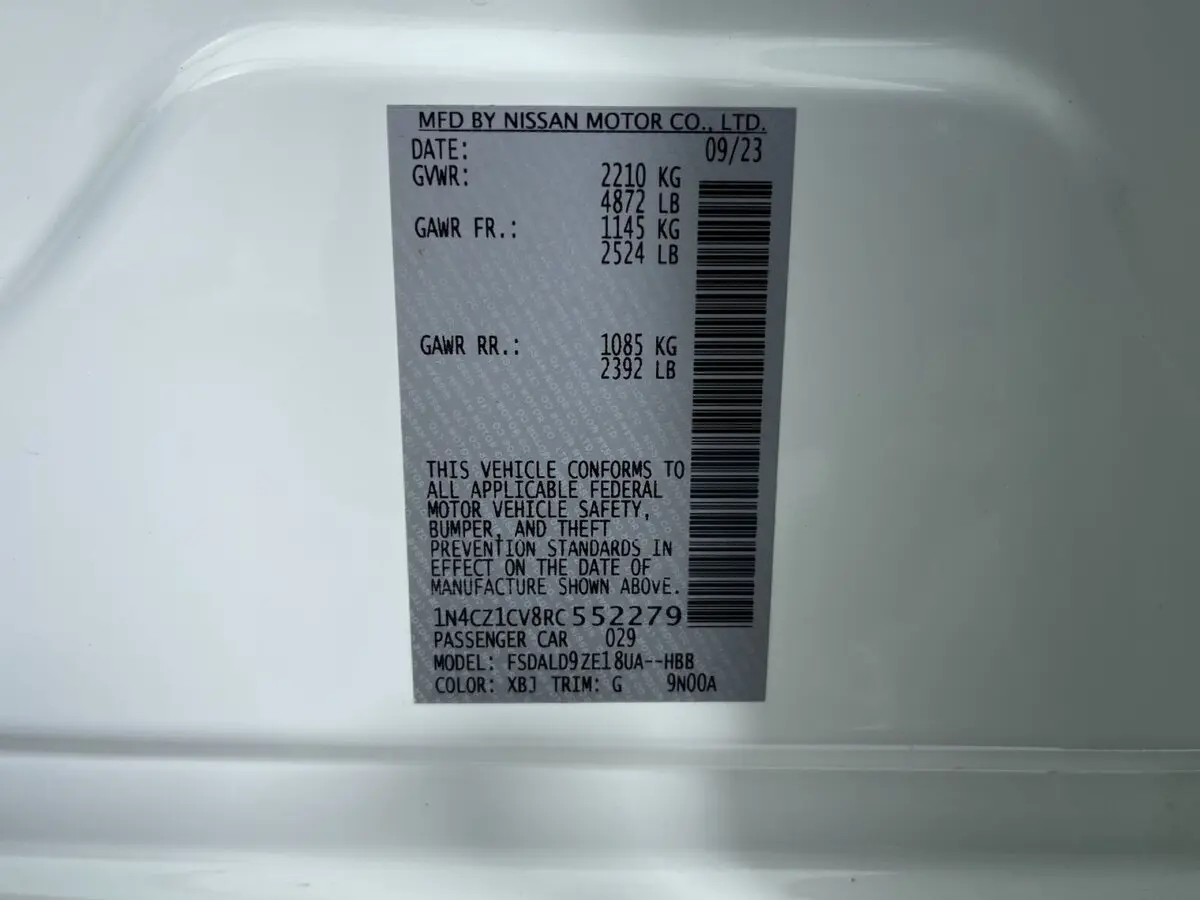 MFD BY NISSAN MOTOR CO., LTD.
DATE: 09/23
GVWR: 2210 KG
4872 LB
GAWR FR.: 1145 KG
2524 LB
GAWR RR.: 1085 KG
2392 LB
THIS VEHICLE CONFORMS TO
ALL APPLICABLE FEDERAL
MOTOR VEHICLE SAFETY,
BUMPER, AND THEFT
PREVENTION STANDARDS IN
EFFECT ON THE DATE OF
MANUFACTURE SHOWN ABOVE.
1N4CZ1CV8RC552279
PASSENGER CAR 029
MODEL: FSDALD9ZE18UA--HBB
COLOR: XBJ TRIM: G 9N00A